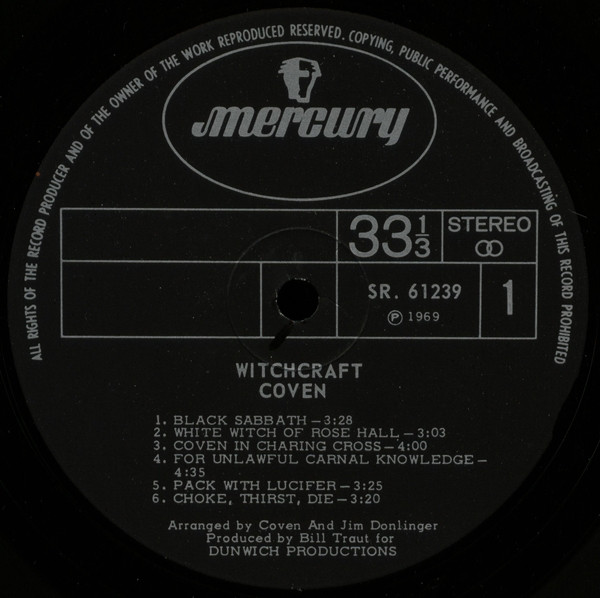 ALL RIGHTS OF THE RECORD PRODUCER AND OF THE OWNER OF THE WORK REPRODUCED RESERVED. COPYING, PUBLIC PERFORMANCE AND BROADCASTING OF THIS RECORD PROHIBITED
mercury
33 1/3
STEREO
SR. 61239
℗ 1969
1
WITCHCRAFT
COVEN
1. BLACK SABBATH – 3:28
2. WHITE WITCH OF ROSE HALL – 3:03
3. COVEN IN CHARING CROSS – 4:00
4. FOR UNLAWFUL CARNAL KNOWLEDGE –
4:35
5. PACK WITH LUCIFER – 3:25
6. CHOKE, THIRST, DIE – 3:20
Arranged by Coven And Jim Donlinger
Produced by Bill Traut for
DUNWICH PRODUCTIONS